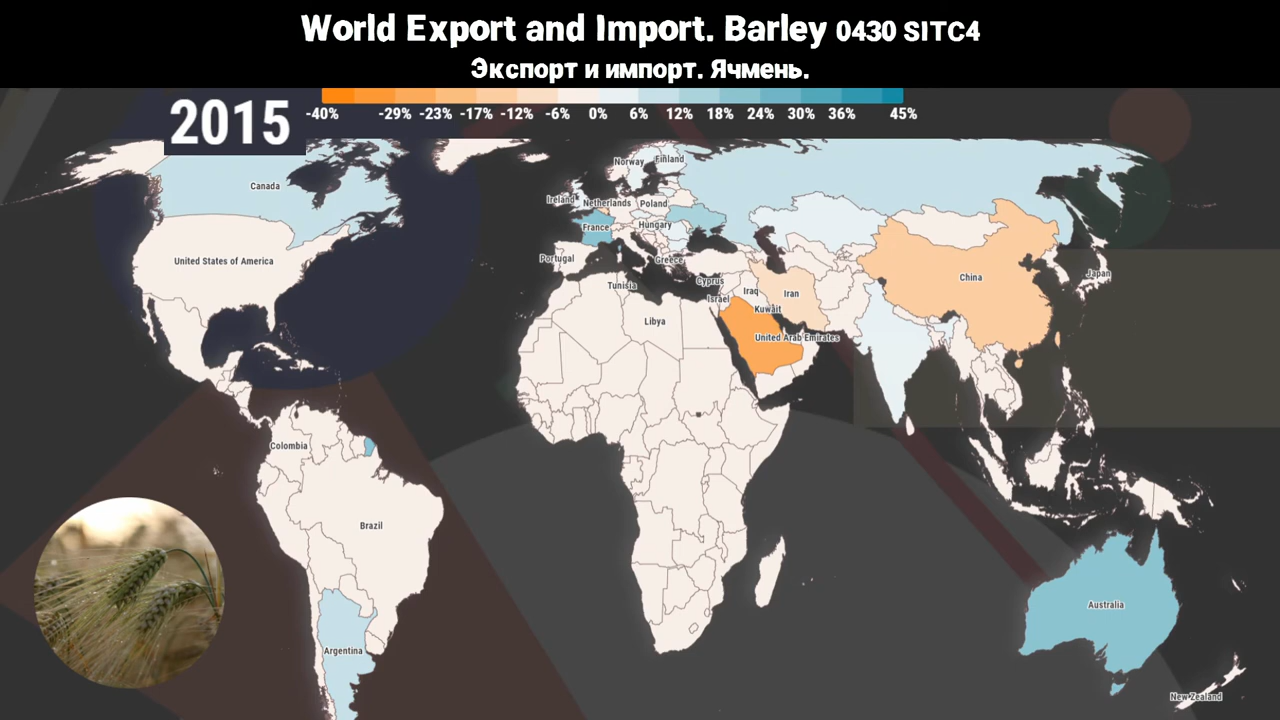 World Export and Import. Barley 0430 SITC4
Экспорт и импорт. Ячмень.
2015
-40% -29% -23% -17% -12% -6% 0% 6% 12% 18% 24% 30% 36% 45%
Norway Finland
Canada
Ireland Netherlands Poland
France Hungary
Portugal Greece
United States of America
China
Japan
Cyprus
Tunisia
Israel Iraq Iran
Kuwait
Libya
United Arab Emirates
Colombia
Brazil
Australia
Argentina
New Zealand